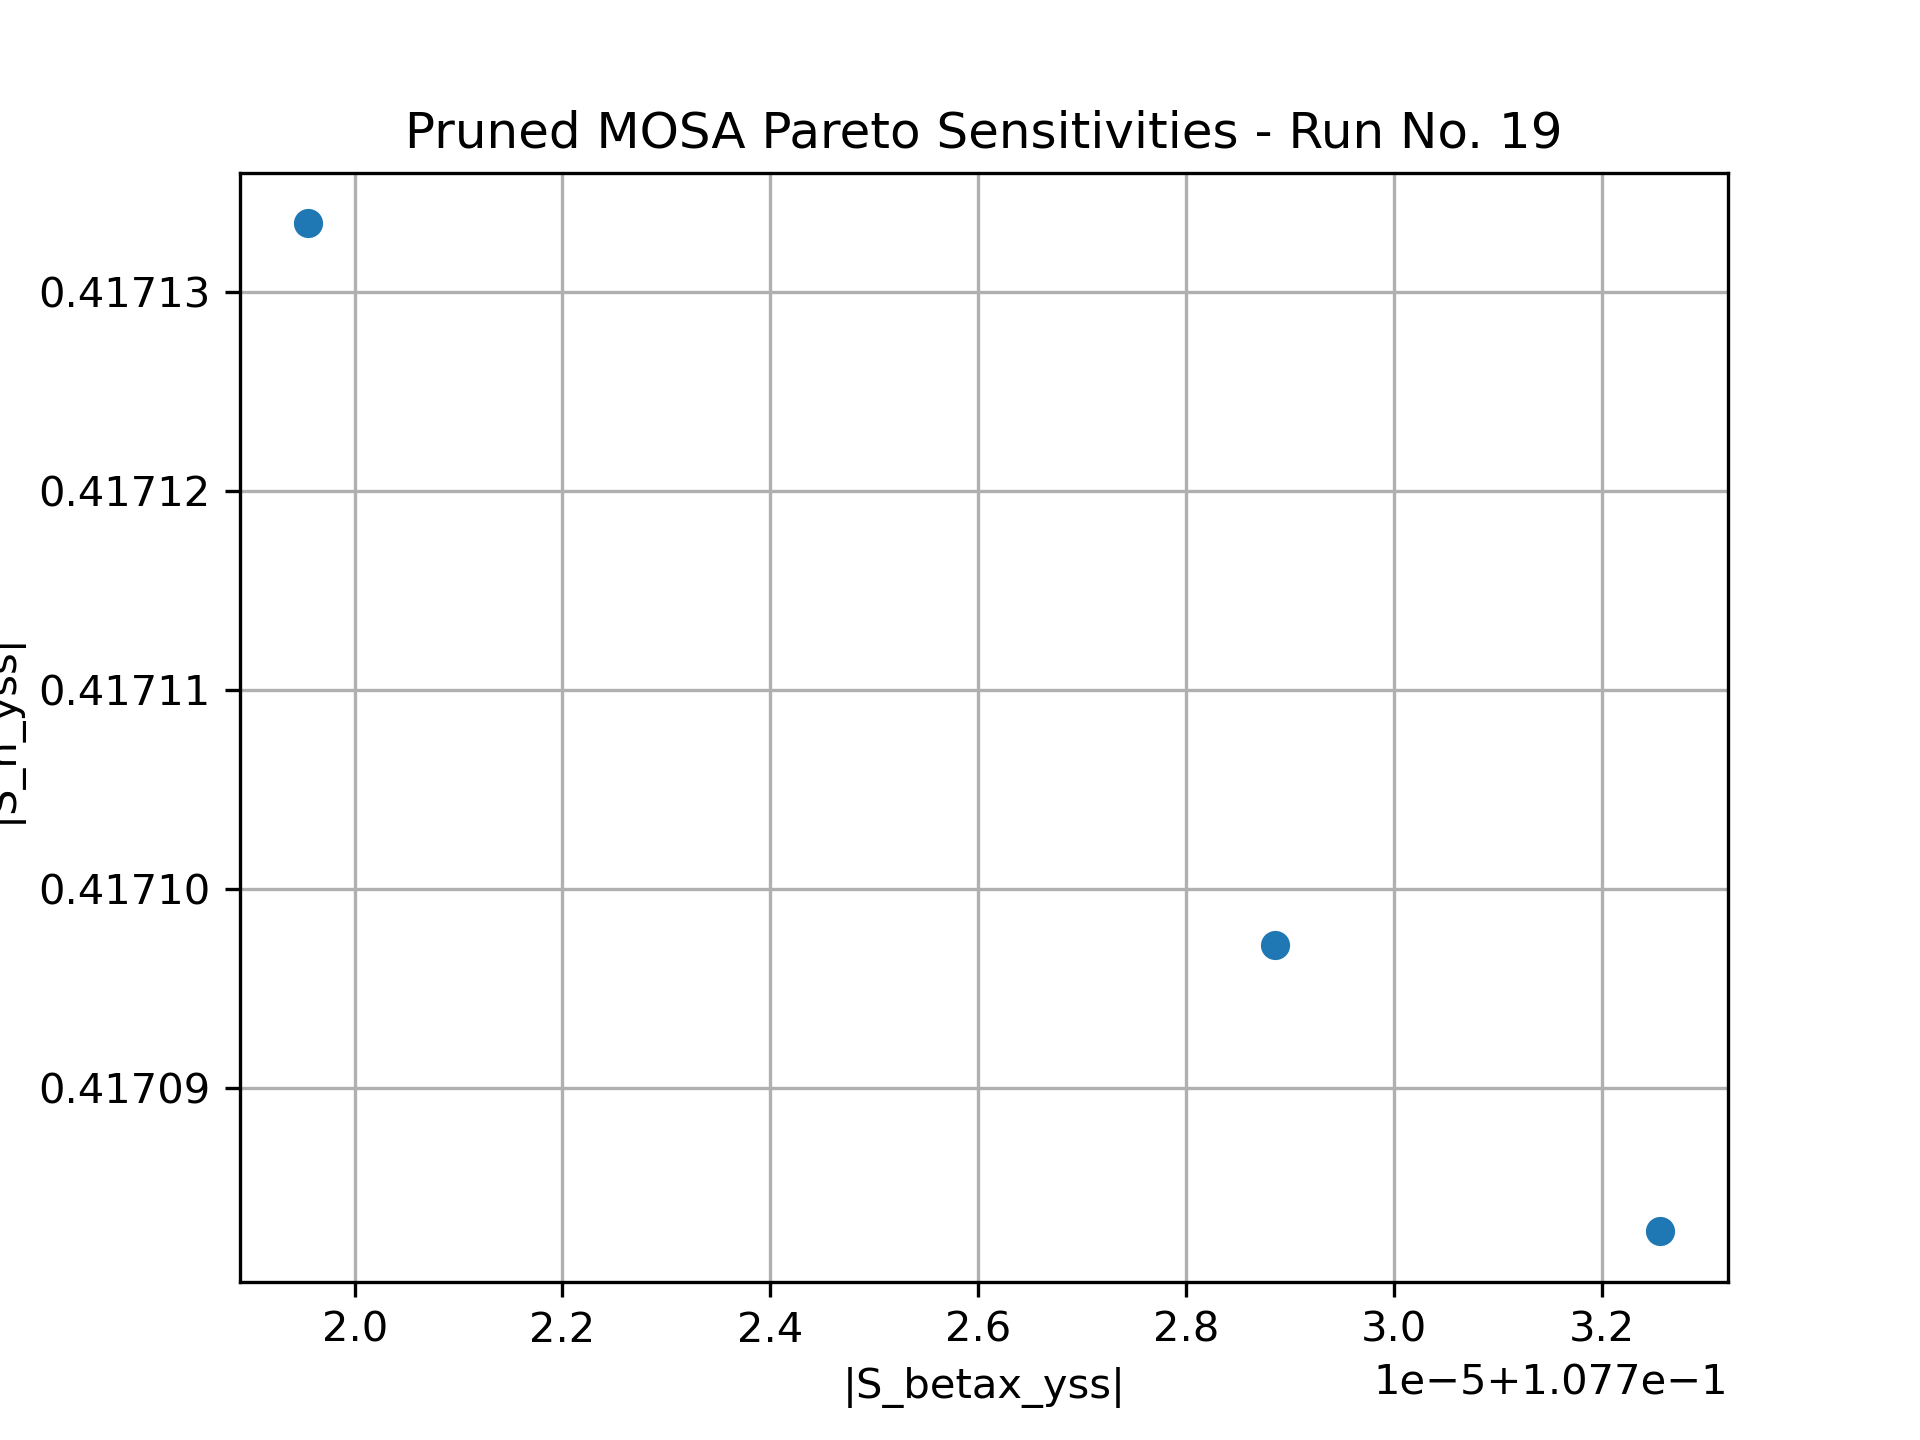 Pruned MOSA Pareto Sensitivities - Run No. 19
0.41713
0.41712
0.41711
0.41710
0.41709
|S_n_yss|
2.0 2.2 2.4 2.6 2.8 3.0 3.2
1e−5+1.077e−1
|S_betax_yss|